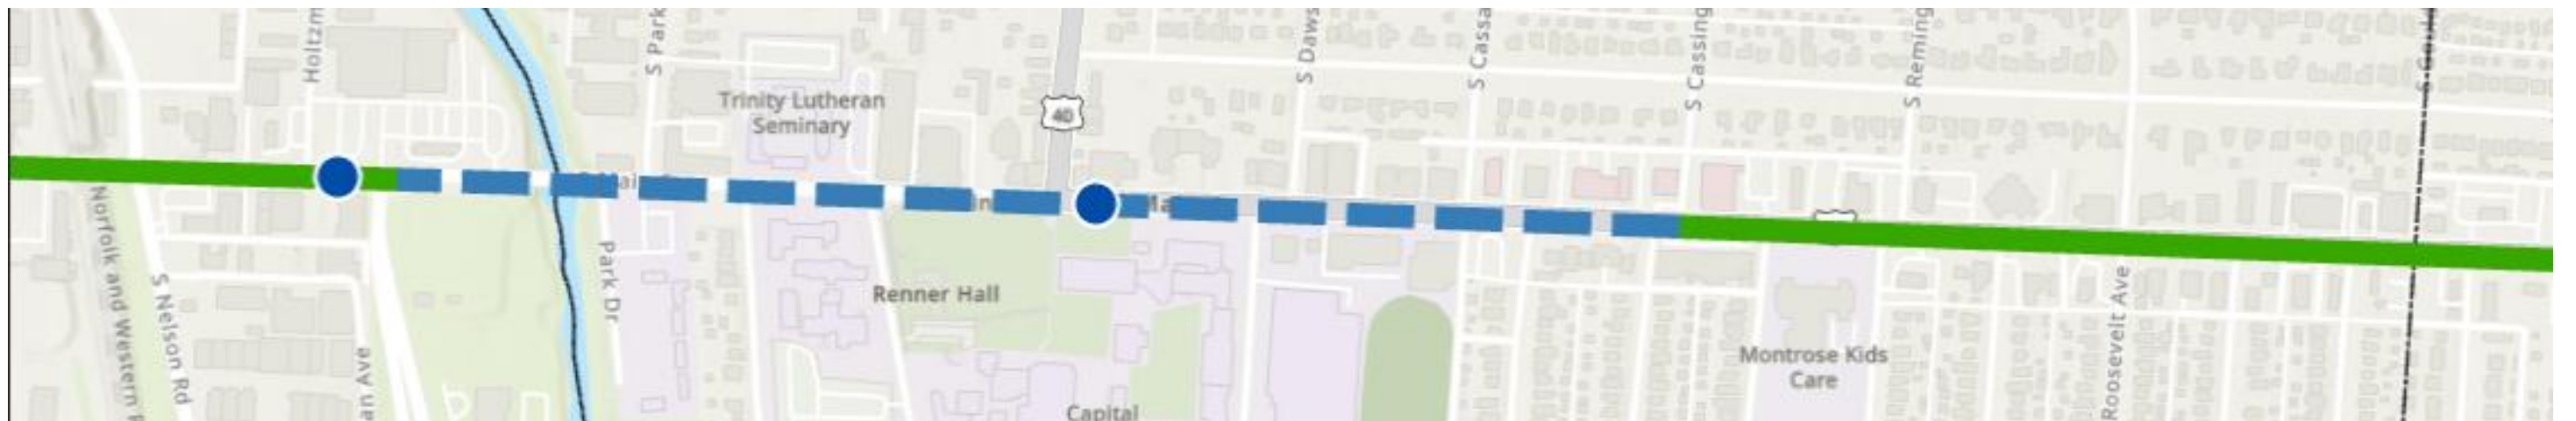 Holtzm
S Park
S Daws
S Cassa
S Cassing
S Reming
Trinity Lutheran
Seminary
40
Norfolk and Western
S Nelson Rd
an Ave
Park Dr
Renner Hall
Capital
Montrose Kids
Care
Roosevelt Ave